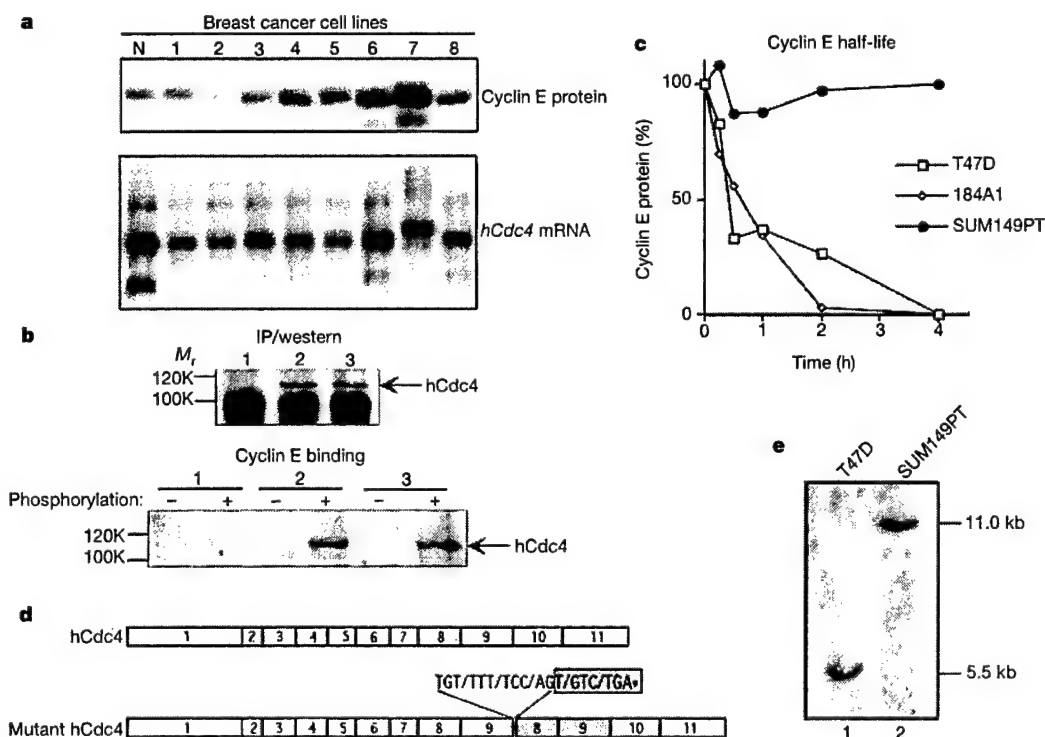 a
Breast cancer cell lines
N 1 2 3 4 5 6 7 8
Cyclin E protein
hCdc4 mRNA
b
IP/western
Mr 1 2 3
120K
100K
hCdc4
Cyclin E binding
1 2 3
Phosphorylation: − + − + − +
120K
100K
hCdc4
c
Cyclin E half-life
100
50
0
Cyclin E protein (%)
0 1 2 3 4
Time (h)
T47D
184A1
SUM149PT
d
hCdc4
1 2 3 4 5 6 7 8 9 10 11
TGT/TTT/TCC/AGT/GTC/TGA*
Mutant hCdc4
1 2 3 4 5 6 7 8 9 8 9 10 11
e
T47D SUM149PT
11.0 kb
5.5 kb
1 2